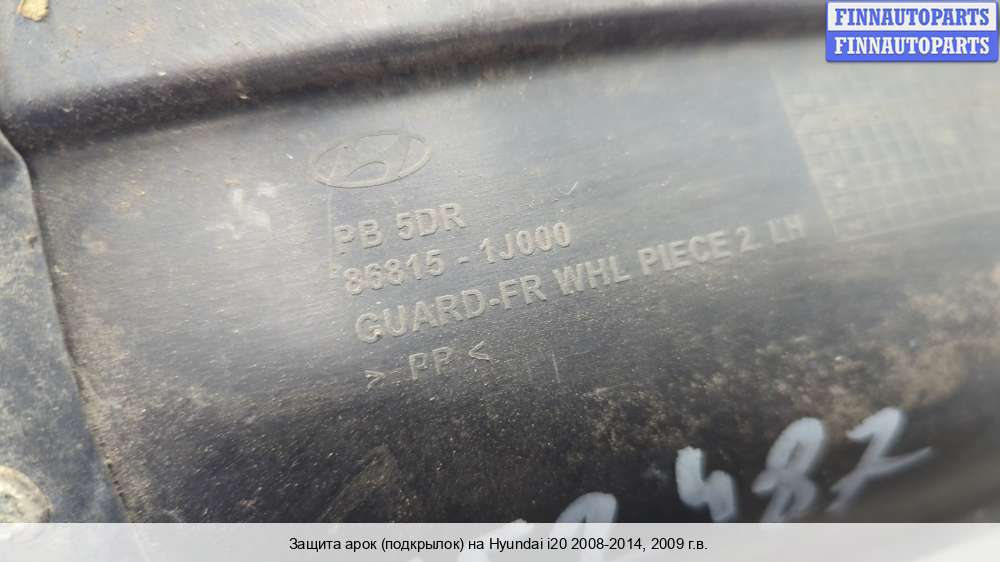 FINNAUTOPARTS
FINNAUTOPARTS
PB 5DR
86815 - 1J000
GUARD-FR WHL PIECE 2 LH
> PP <
487
Защита арок (подкрылок) на Hyundai i20 2008-2014, 2009 г.в.